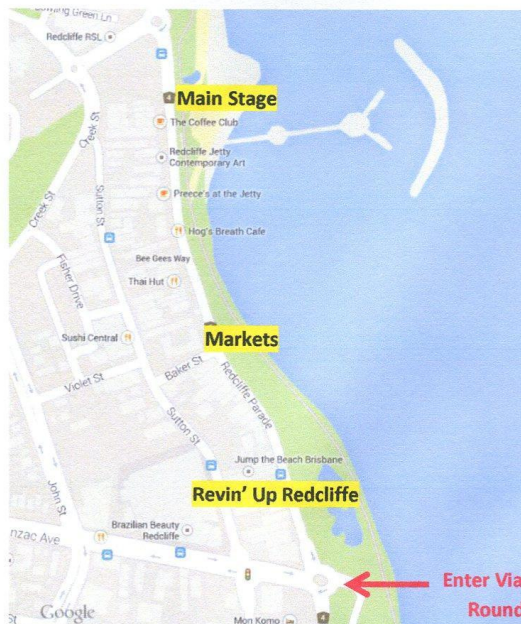 Bowling Green Ln
Redcliffe RSL
4
Main Stage
The Coffee Club
Creek St
Redcliffe Jetty
Contemporary Art
Sutton St
Preece's at the Jetty
Creek St
Hog's Breath Cafe
Fisher Drive
Bee Gees Way
Thai Hut
Sushi Central
Markets
Baker St
Redcliffe Parade
Violet St
Sutton St
Jump the Beach Brisbane
Revin' Up Redcliffe
John St
Brazilian Beauty
Redcliffe
nzac Ave
Enter Via
Round
Google
Mon Komo
4